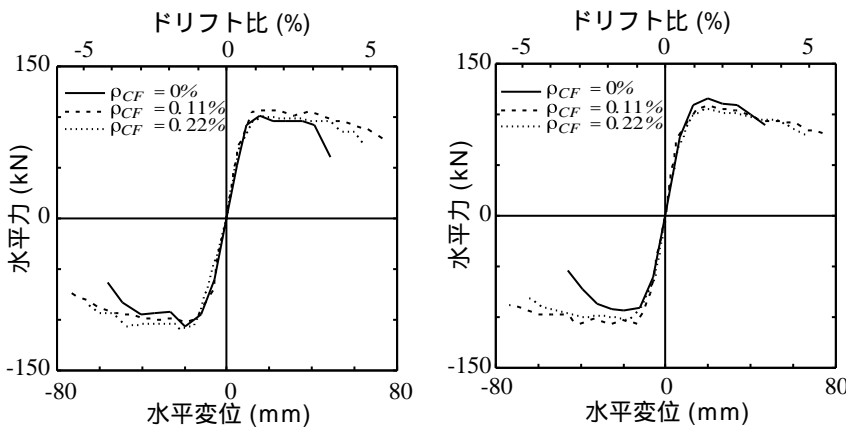 ドリフト比 (%)
-5 0 5
150
ρCF = 0%
ρCF = 0.11%
ρCF = 0.22%
水平力 (kN)
0
-150
-80 0 80
水平変位 (mm)
ドリフト比 (%)
-5 0 5
150
ρCF = 0%
ρCF = 0.11%
ρCF = 0.22%
水平力 (kN)
0
-150
-80 0 80
水平変位 (mm)